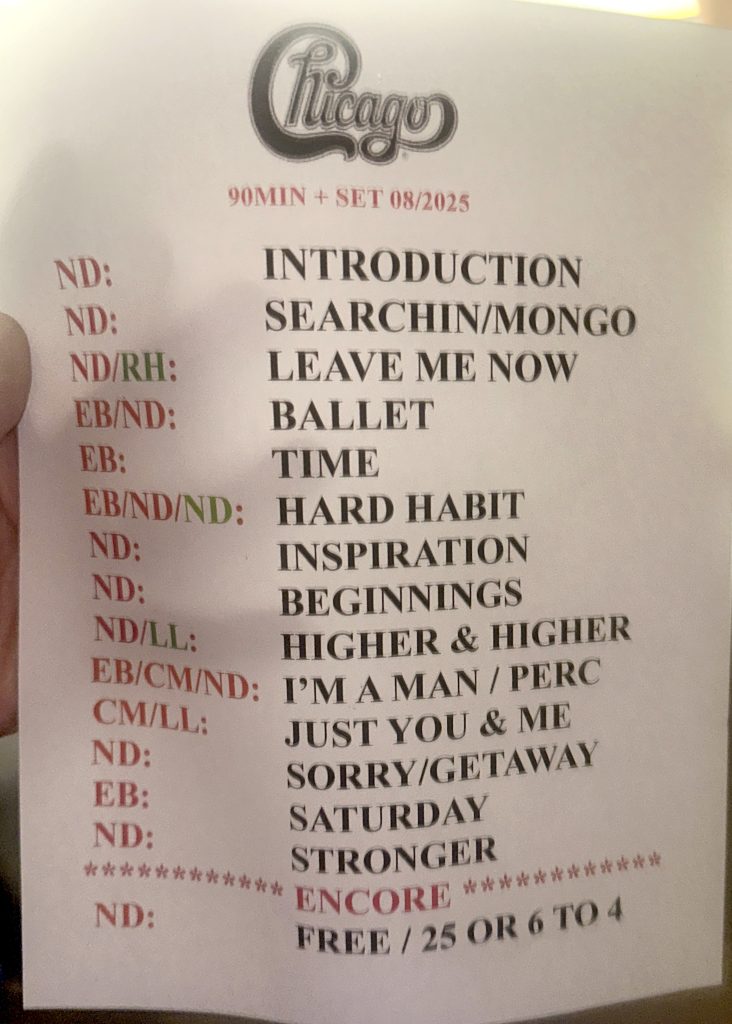 Chicago
90MIN + SET 08/2025
ND: INTRODUCTION
ND: SEARCHIN/MONGO
ND/RH: LEAVE ME NOW
EB/ND: BALLET
EB: TIME
EB/ND/ND: HARD HABIT
ND: INSPIRATION
ND: BEGINNINGS
ND/LL: HIGHER & HIGHER
EB/CM/ND: I'M A MAN / PERC
CM/LL: JUST YOU & ME
ND: SORRY/GETAWAY
EB: SATURDAY
ND: STRONGER
************ ENCORE ************
ND: FREE / 25 OR 6 TO 4